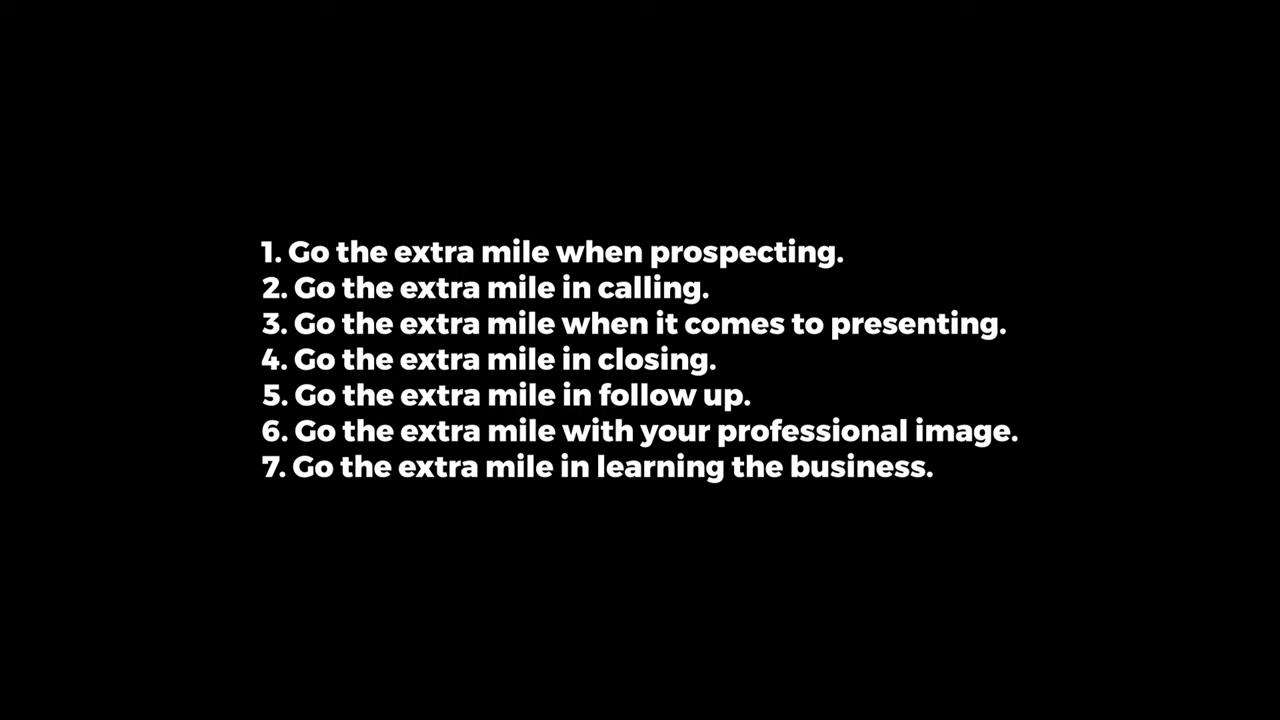 1. Go the extra mile when prospecting.
2. Go the extra mile in calling.
3. Go the extra mile when it comes to presenting.
4. Go the extra mile in closing.
5. Go the extra mile in follow up.
6. Go the extra mile with your professional image.
7. Go the extra mile in learning the business.